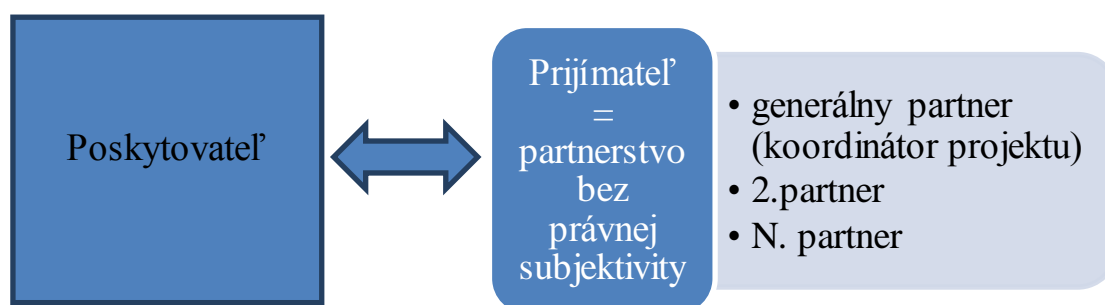 Poskytovateľ
Prijímateľ
=
partnerstvo
bez
právnej
subjektivity
• generálny partner
(koordinátor projektu)
• 2.partner
• N. partner